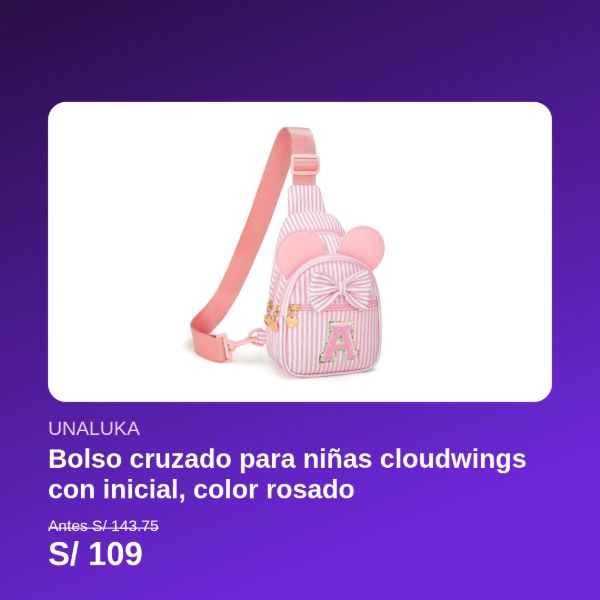 A
UNALUKA
Bolso cruzado para niñas cloudwings
con inicial, color rosado
Antes S/ 143.75
S/ 109